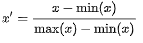 x′ = (x − min(x)) / (max(x) − min(x))